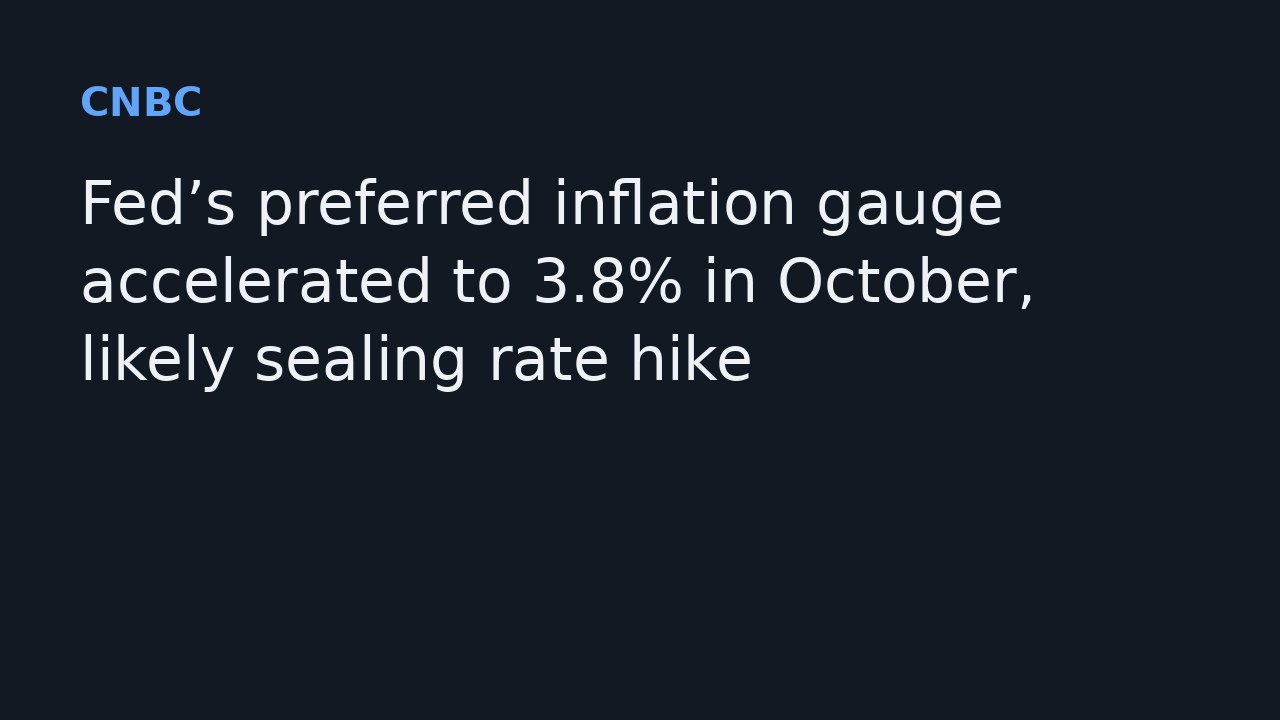 CNBC
Fed’s preferred inflation gauge
accelerated to 3.8% in October,
likely sealing rate hike